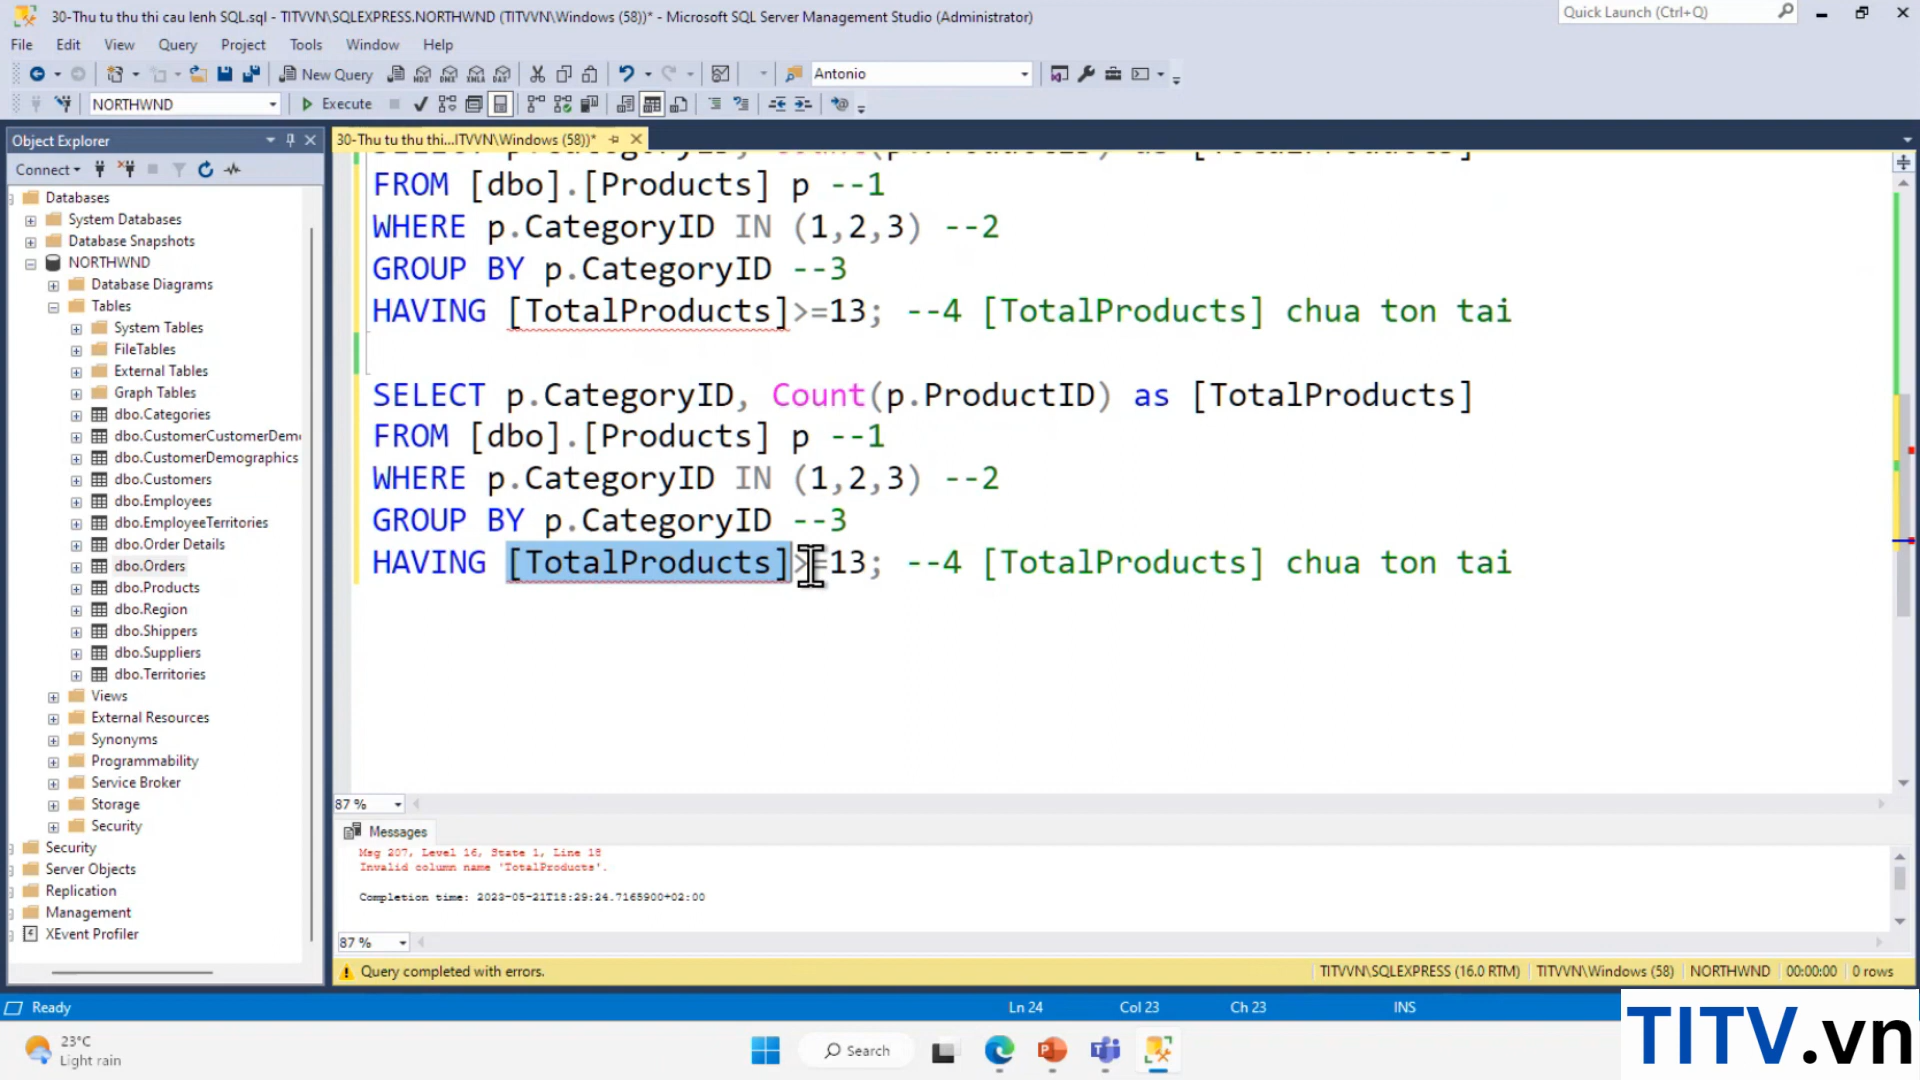 30-Thu tu thu thi cau lenh SQL.sql - TITVVN\SQLEXPRESS.NORTHWND (TITVVN\Windows (58))* - Microsoft SQL Server Management Studio (Administrator)
Quick Launch (Ctrl+Q)
File Edit View Query Project Tools Window Help
New Query
Antonio
NORTHWND
Execute
Object Explorer
30-Thu tu thu thi...ITVVN\Windows (58))*
Connect
Databases
System Databases
Database Snapshots
NORTHWND
Database Diagrams
Tables
System Tables
FileTables
External Tables
Graph Tables
dbo.Categories
dbo.CustomerCustomerDem
dbo.CustomerDemographics
dbo.Customers
dbo.Employees
dbo.EmployeeTerritories
dbo.Order Details
dbo.Orders
dbo.Products
dbo.Region
dbo.Shippers
dbo.Suppliers
dbo.Territories
Views
External Resources
Synonyms
Programmability
Service Broker
Storage
Security
Security
Server Objects
Replication
Management
XEvent Profiler
SELECT p.CategoryID, Count(p.ProductID) as [TotalProducts]
FROM [dbo].[Products] p --1
WHERE p.CategoryID IN (1,2,3) --2
GROUP BY p.CategoryID --3
HAVING [TotalProducts]>=13; --4 [TotalProducts] chua ton tai
SELECT p.CategoryID, Count(p.ProductID) as [TotalProducts]
FROM [dbo].[Products] p --1
WHERE p.CategoryID IN (1,2,3) --2
GROUP BY p.CategoryID --3
HAVING [TotalProducts]>=13; --4 [TotalProducts] chua ton tai
87 %
Messages
Msg 207, Level 16, State 1, Line 18
Invalid column name 'TotalProducts'.
Completion time: 2023-05-21T18:29:24.7165900+02:00
87 %
Query completed with errors.
TITVVN\SQLEXPRESS (16.0 RTM) TITVVN\Windows (58) NORTHWND 00:00:00 0 rows
Ready
Ln 24 Col 23 Ch 23 INS
23°C
Light rain
Search
TITV.vn